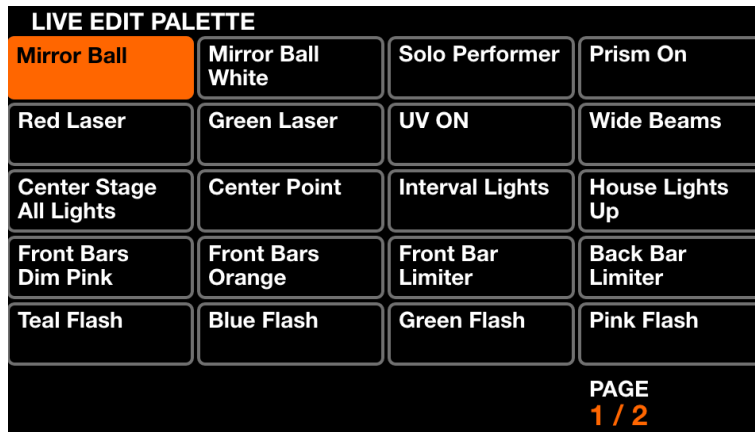 LIVE EDIT PALETTE
Mirror Ball
Mirror Ball
White
Solo Performer
Prism On
Red Laser
Green Laser
UV ON
Wide Beams
Center Stage
All Lights
Center Point
Interval Lights
House Lights
Up
Front Bars
Dim Pink
Front Bars
Orange
Front Bar
Limiter
Back Bar
Limiter
Teal Flash
Blue Flash
Green Flash
Pink Flash
PAGE
1 / 2